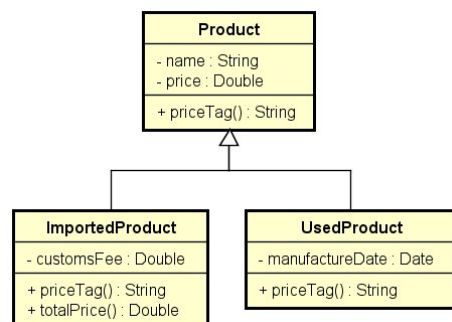 Product
- name : String
- price : Double
+ priceTag() : String
ImportedProduct
- customsFee : Double
+ priceTag() : String
+ totalPrice() : Double
UsedProduct
- manufactureDate : Date
+ priceTag() : String